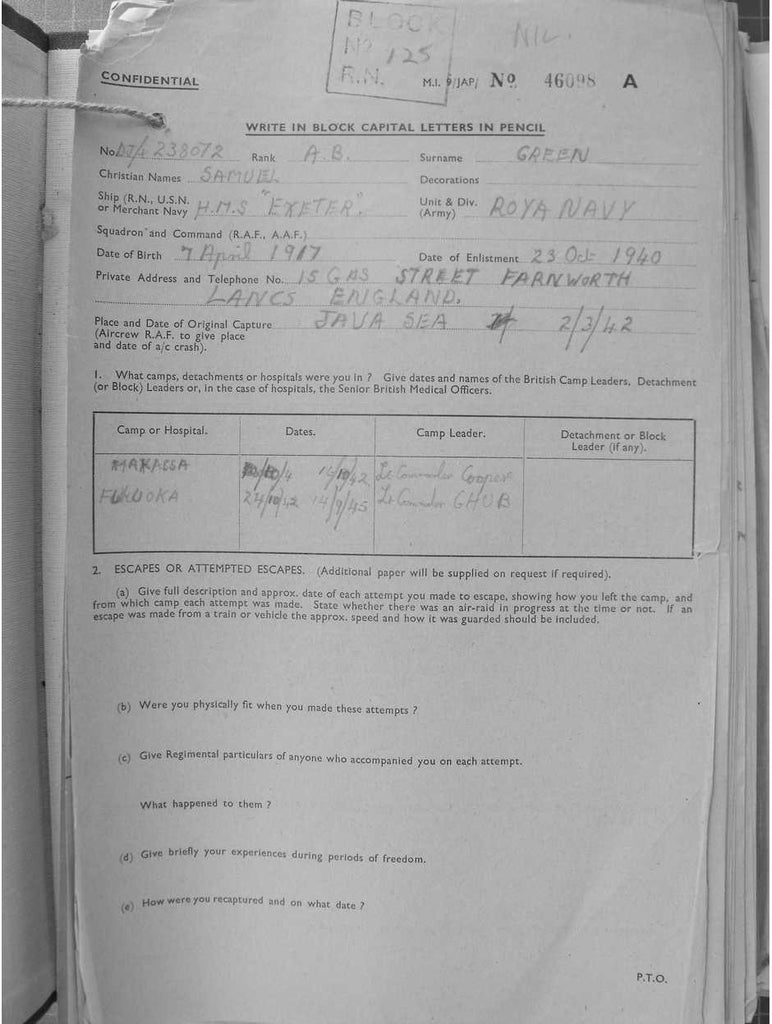 BLOCK
Nº 125
R.N.
NIL.
CONFIDENTIAL
M.I. 9/JAP/ Nº 46098 A
WRITE IN BLOCK CAPITAL LETTERS IN PENCIL
No. 238072 Rank A.B. Surname GREEN
Christian Names SAMUEL Decorations
Ship (R.N., U.S.N. or Merchant Navy H.M.S "EXETER". Unit & Div. (Army) ROYA NAVY
Squadron and Command (R.A.F., A.A.F.)
Date of Birth 7 April 1917 Date of Enlistment 23 Oct 1940
Private Address and Telephone No. 15 GAS STREET FARNWORTH
LANCS ENGLAND.
Place and Date of Original Capture JAVA SEA 2/3/42
(Aircrew R.A.F. to give place
and date of a/c crash).
1. What camps, detachments or hospitals were you in ? Give dates and names of the British Camp Leaders, Detachment
(or Block) Leaders or, in the case of hospitals, the Senior British Medical Officers.
Camp or Hospital. Dates. Camp Leader. Detachment or Block Leader (if any).
MAKASSA 14/10/42 Lt Commander Cooper
FUKUOKA 24/10/42 14/9/45 Lt Commander GHUB
2. ESCAPES OR ATTEMPTED ESCAPES. (Additional paper will be supplied on request if required).
(a) Give full description and approx. date of each attempt you made to escape, showing how you left the camp, and
from which camp each attempt was made. State whether there was an air-raid in progress at the time or not. If an
escape was made from a train or vehicle the approx. speed and how it was guarded should be included.
(b) Were you physically fit when you made these attempts ?
(c) Give Regimental particulars of anyone who accompanied you on each attempt.
What happened to them ?
(d) Give briefly your experiences during periods of freedom.
(e) How were you recaptured and on what date ?
P.T.O.